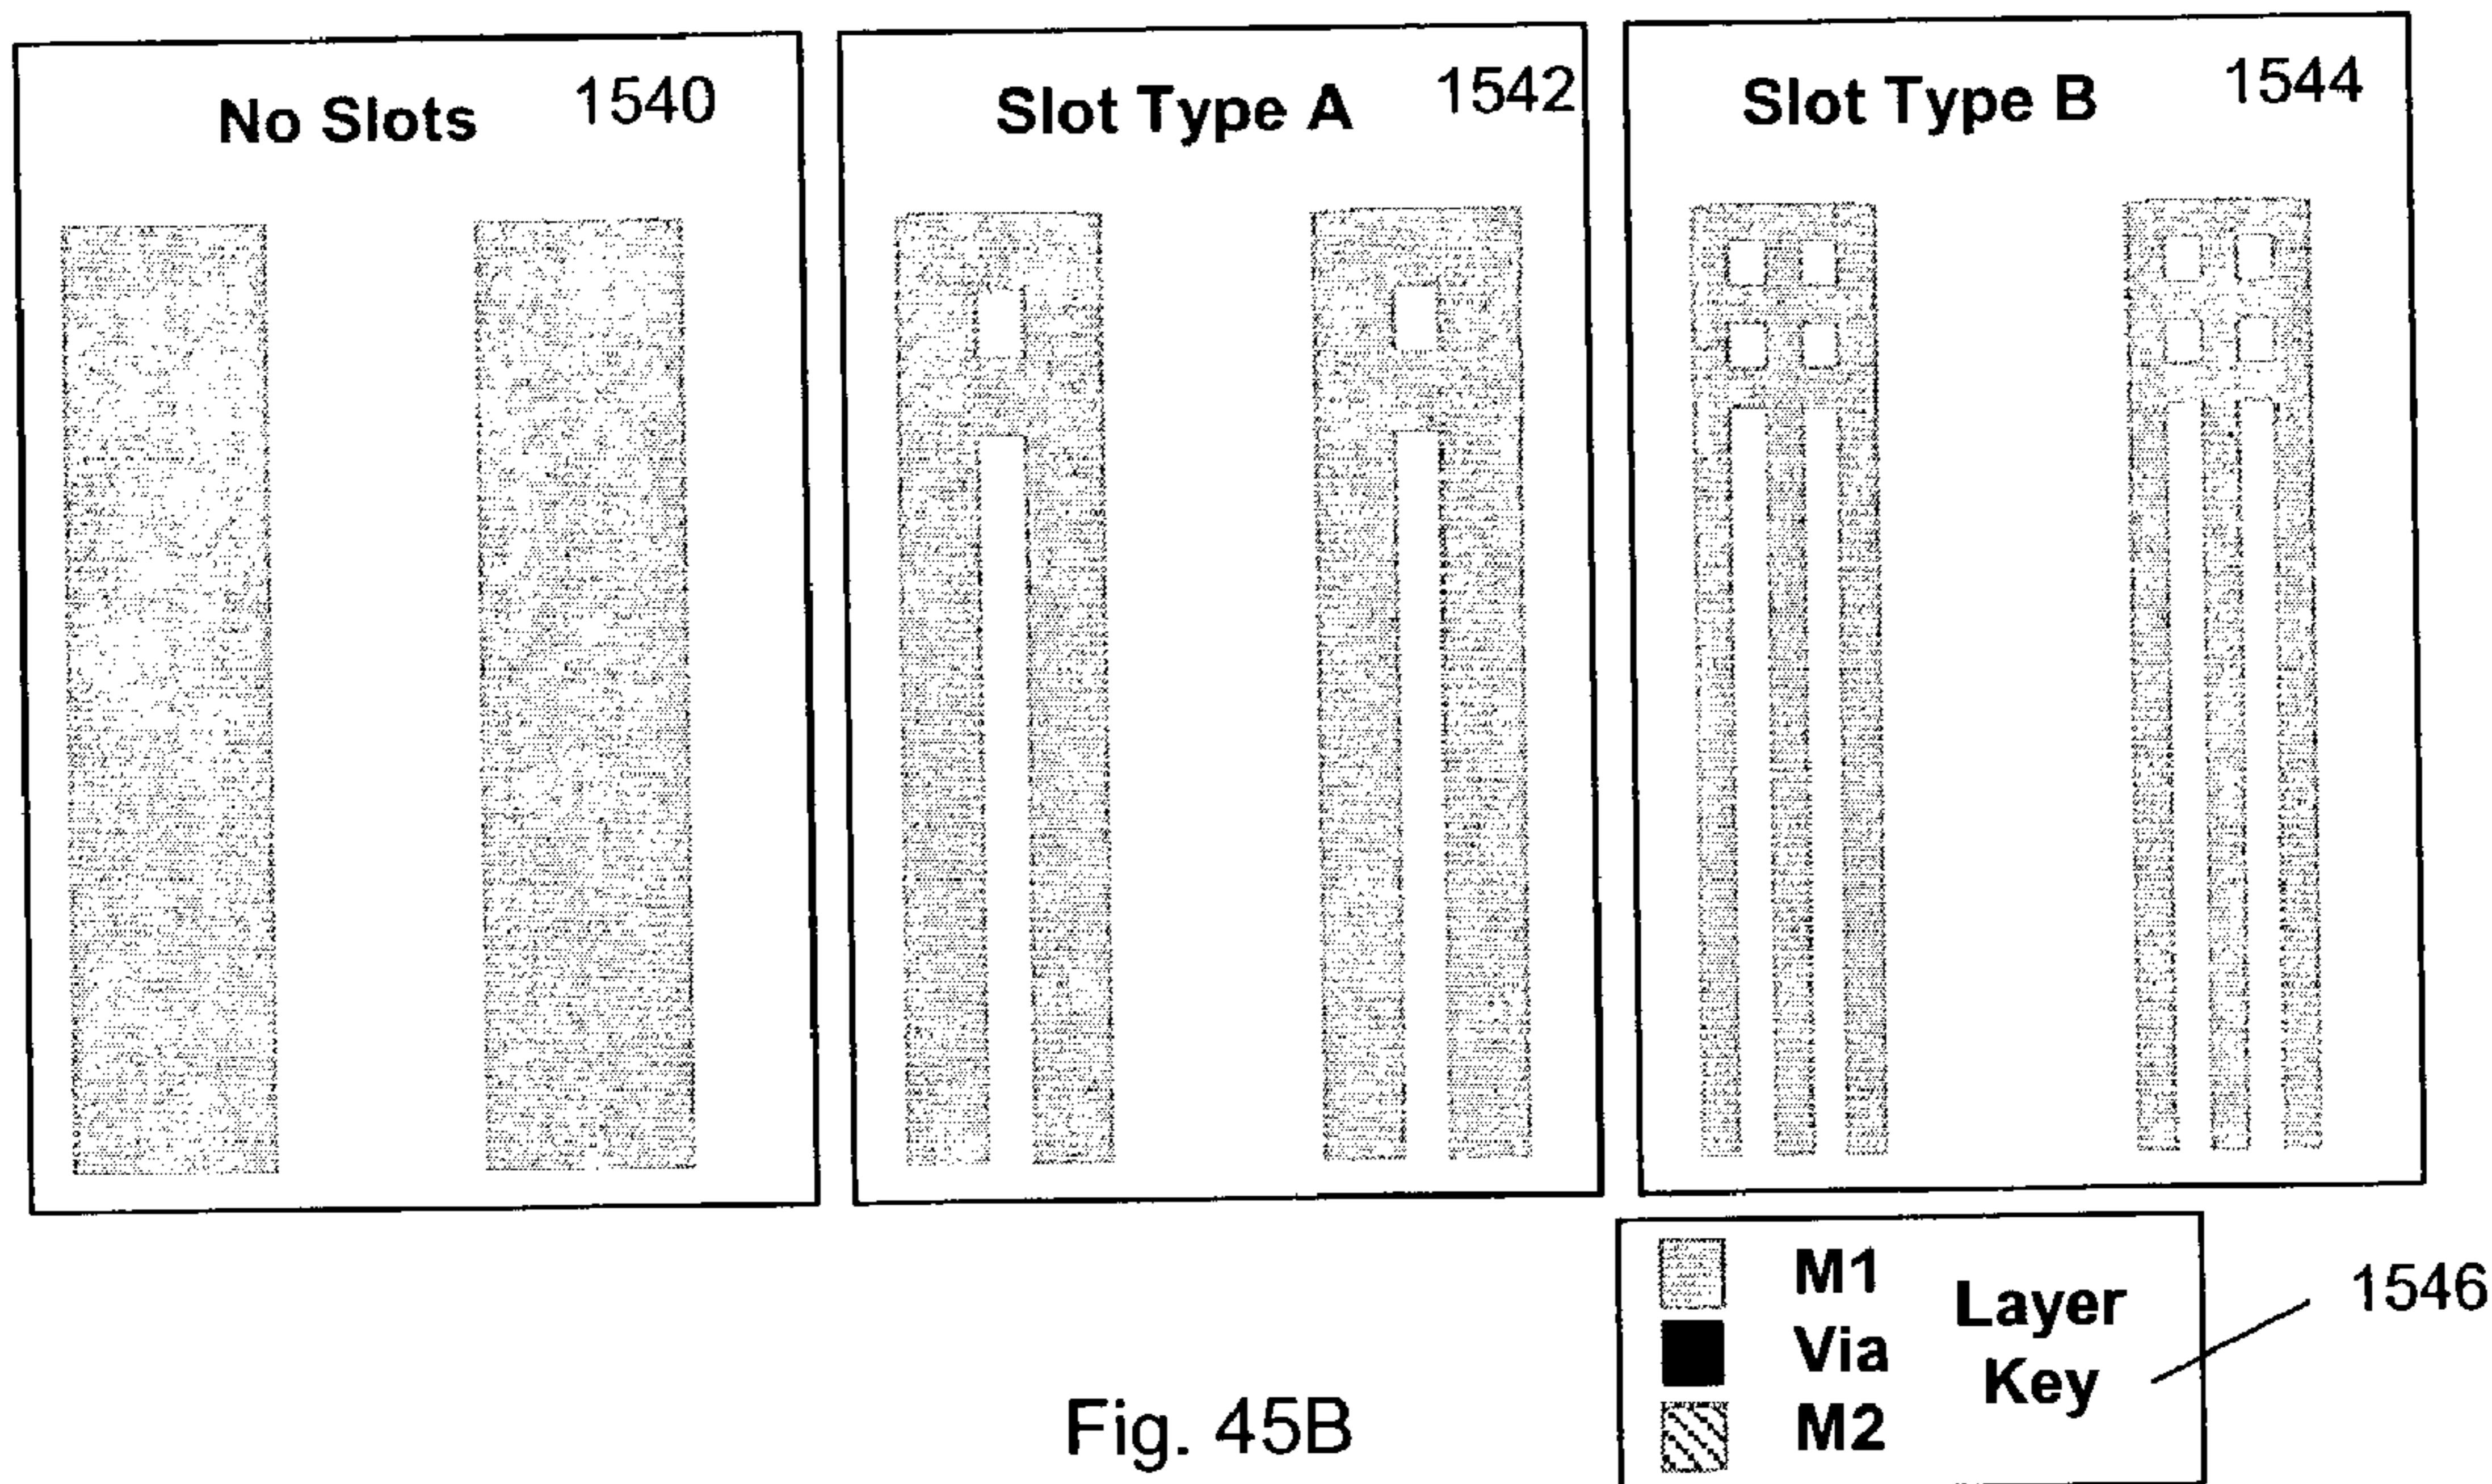 No Slots 1540
Slot Type A 1542
Slot Type B 1544
M1
Via
M2
Layer
Key
1546
Fig. 45B